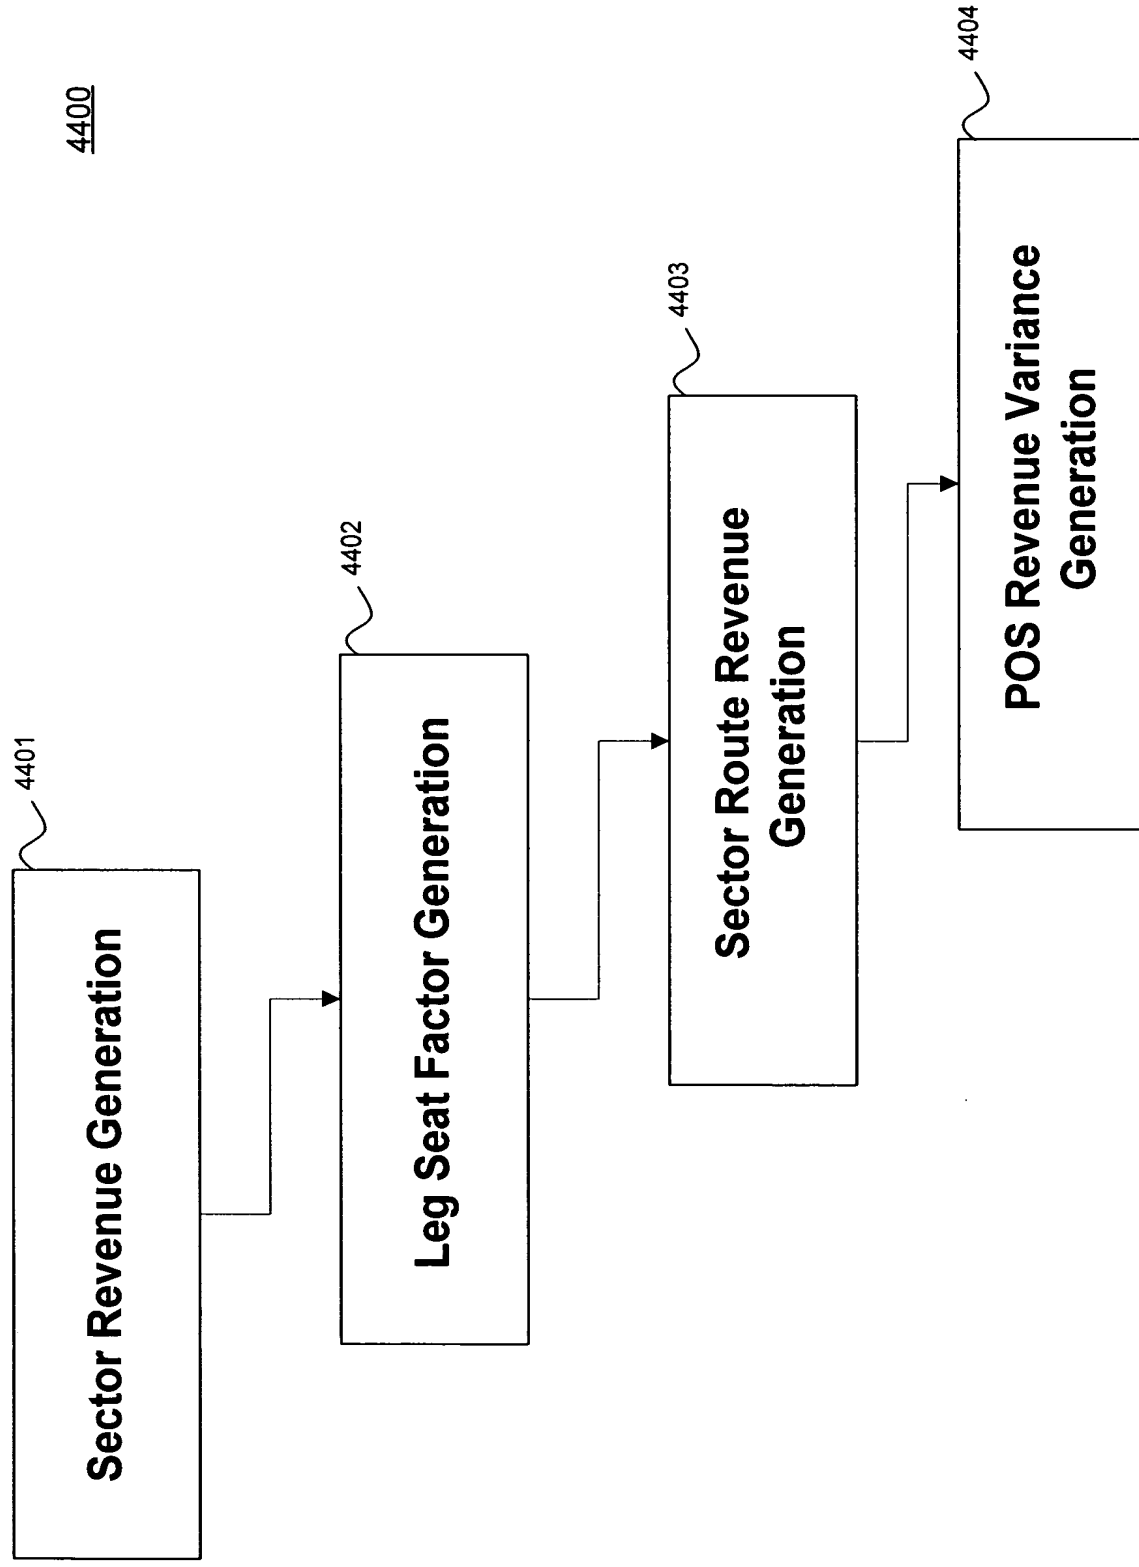 4400
4401
Sector Revenue Generation
4402
Leg Seat Factor Generation
4403
Sector Route Revenue
Generation
4404
POS Revenue Variance
Generation